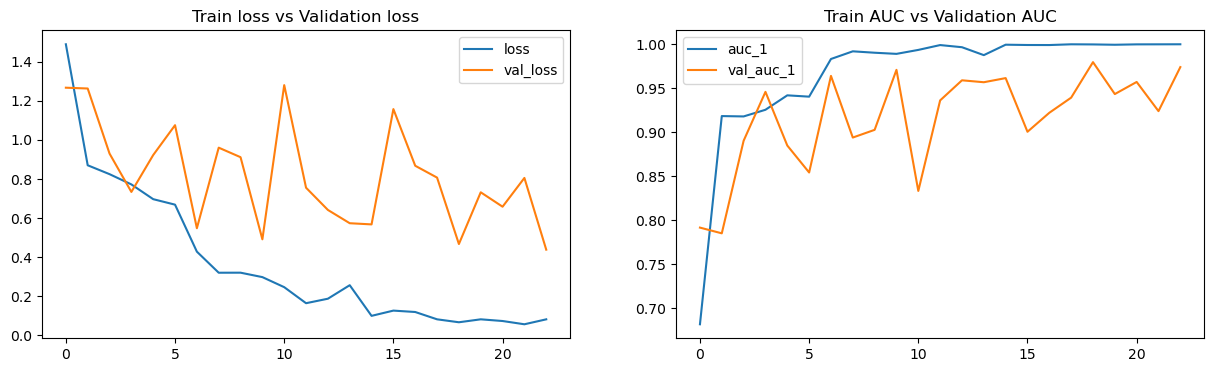 Train loss vs Validation loss
loss
val_loss
1.4
1.2
1.0
0.8
0.6
0.4
0.2
0.0
0 5 10 15 20
Train AUC vs Validation AUC
auc_1
val_auc_1
1.00
0.95
0.90
0.85
0.80
0.75
0.70
0 5 10 15 20